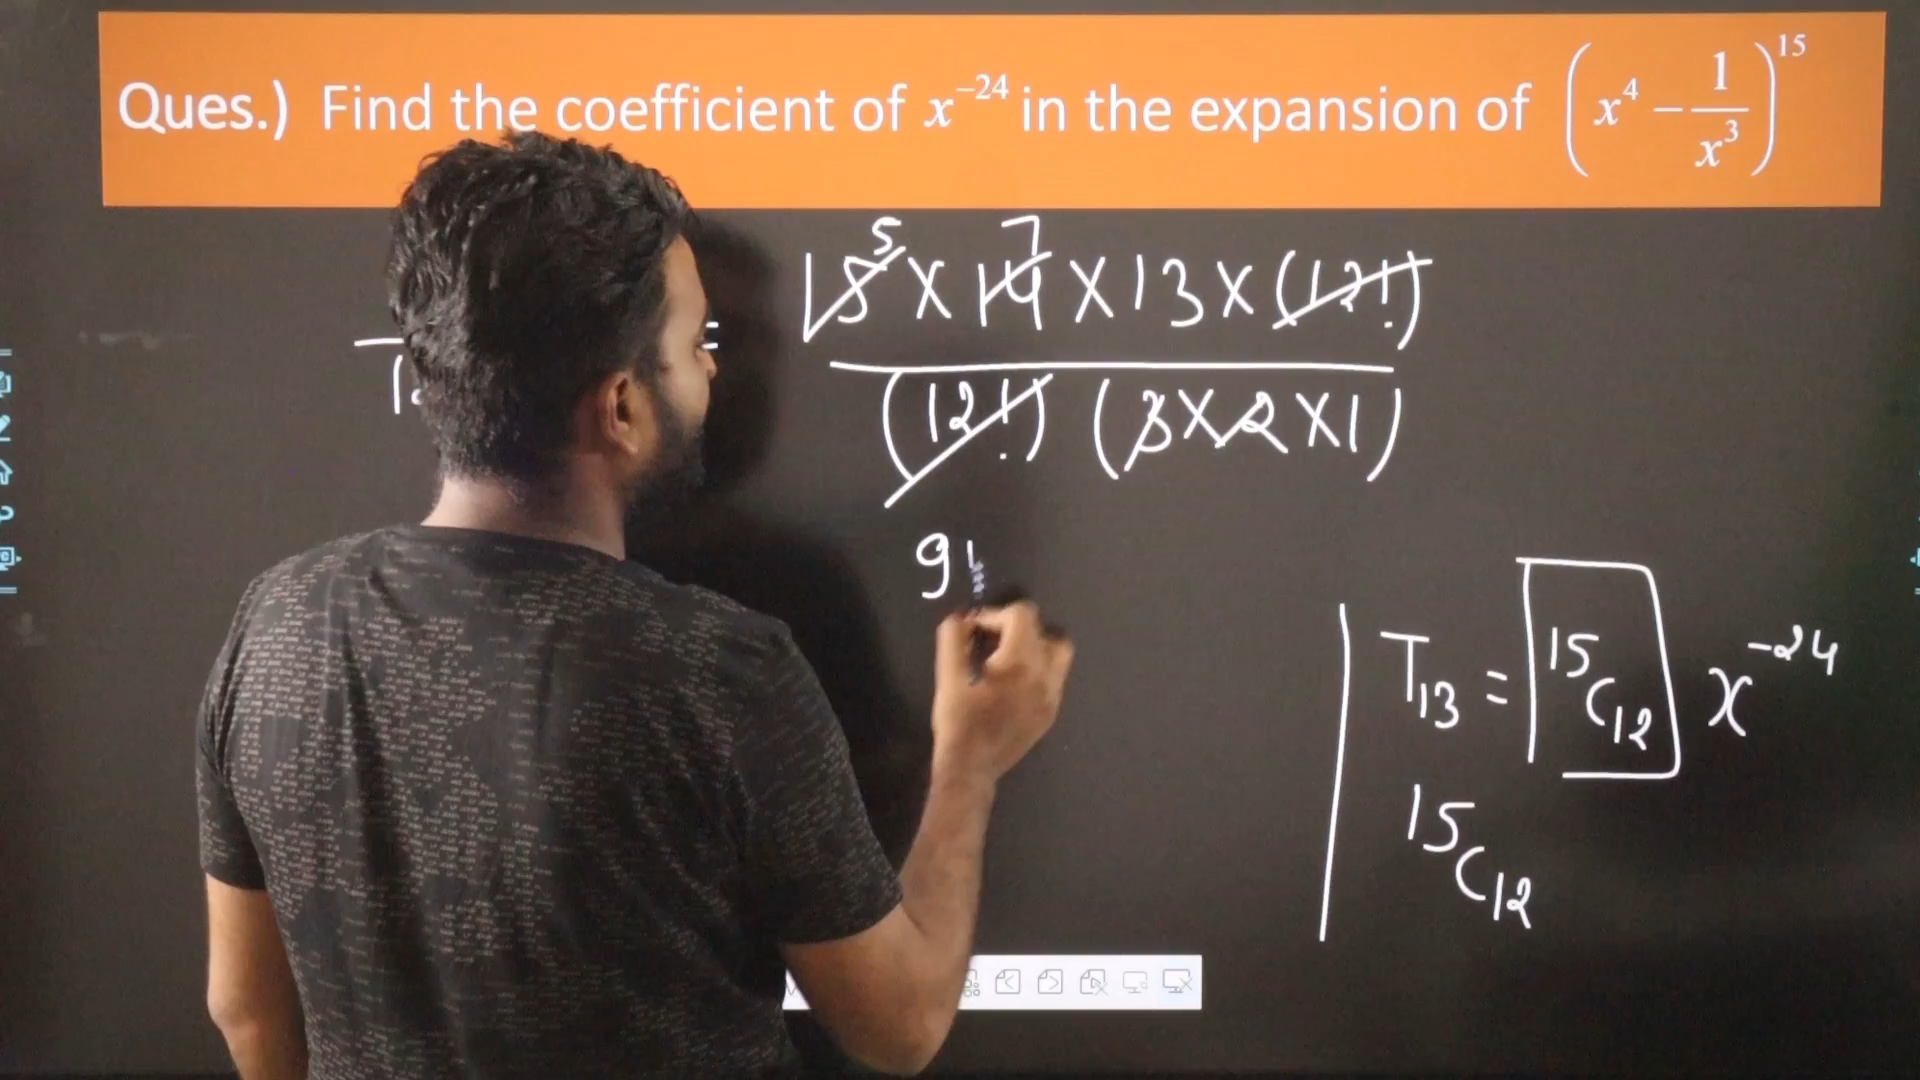 Ques.) Find the coefficient of x⁻²⁴ in the expansion of (x⁴ − 1/x³)¹⁵
5 7
15 × 14 × 13 × (12!)
(12!) (3 × 2 × 1)
91
T₁₃ = ¹⁵C₁₂ x⁻²⁴
¹⁵C₁₂